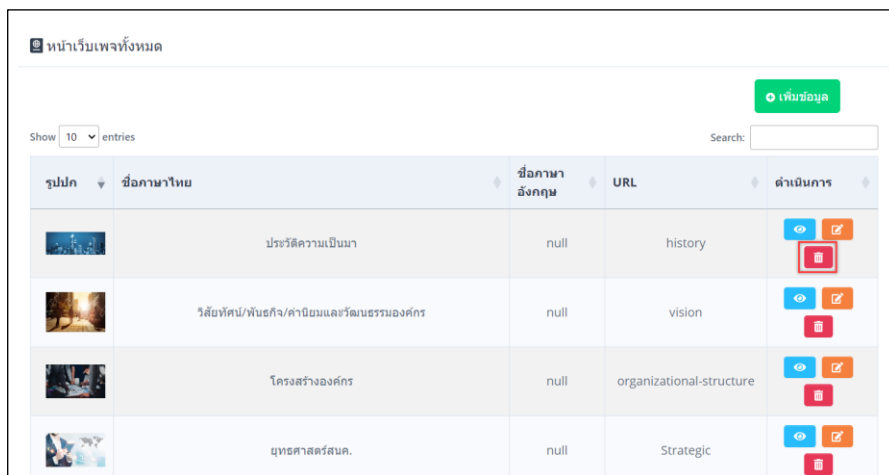 หน้าเว็บเพจทั้งหมด
เพิ่มข้อมูล
Show 10 entries
Search:
รูปปก
ชื่อภาษาไทย
ชื่อภาษา
อังกฤษ
URL
ดำเนินการ
ประวัติความเป็นมา
null
history
วิสัยทัศน์/พันธกิจ/ค่านิยมและวัฒนธรรมองค์กร
null
vision
โครงสร้างองค์กร
null
organizational-structure
ยุทธศาสตร์สนค.
null
Strategic